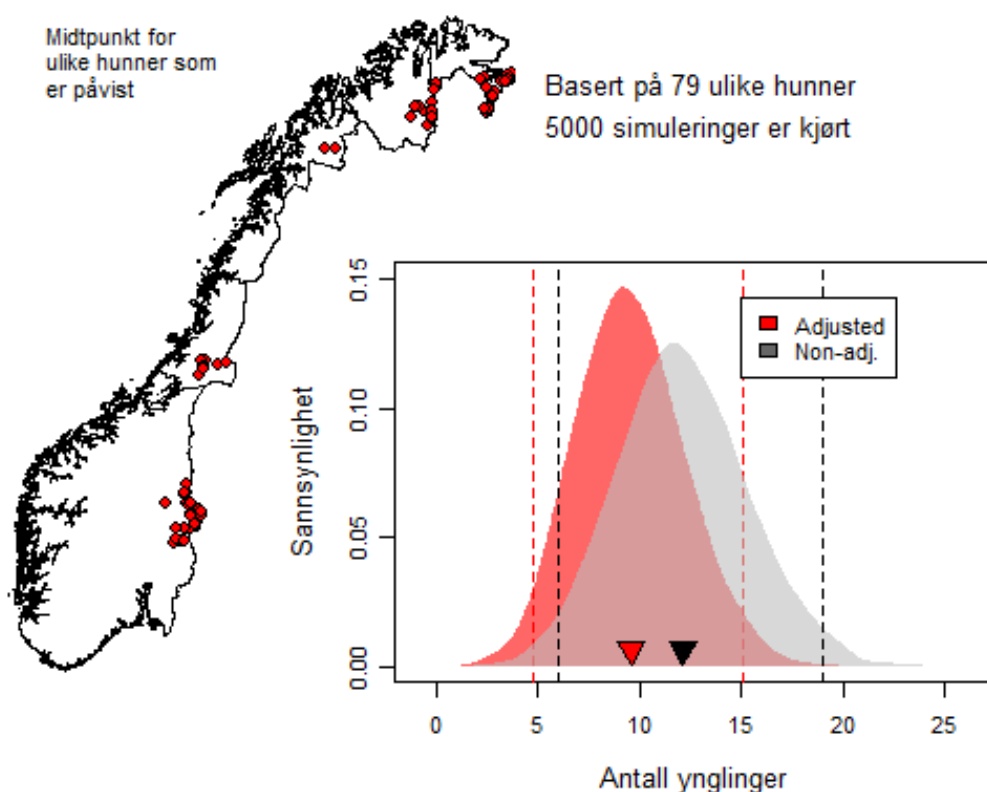 Midtpunkt for
ulike hunner som
er påvist
Basert på 79 ulike hunner
5000 simuleringer er kjørt
Adjusted
Non-adj.
Sannsynlighet
0.15
0.10
0.05
0.00
0 5 10 15 20 25
Antall ynglinger